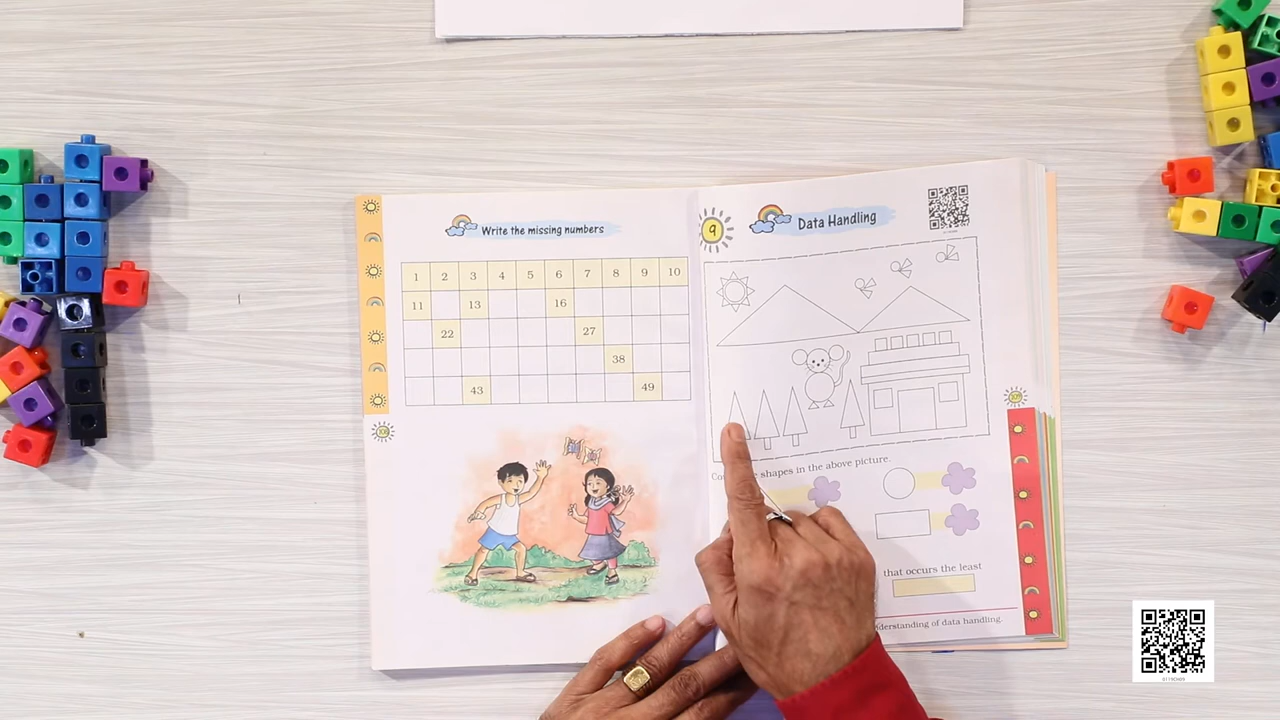 Write the missing numbers
1 2 3 4 5 6 7 8 9 10
11 13 16
22 27
38
43 49
9
Data Handling
shapes in the above picture.
that occurs the least
understanding of data handling.